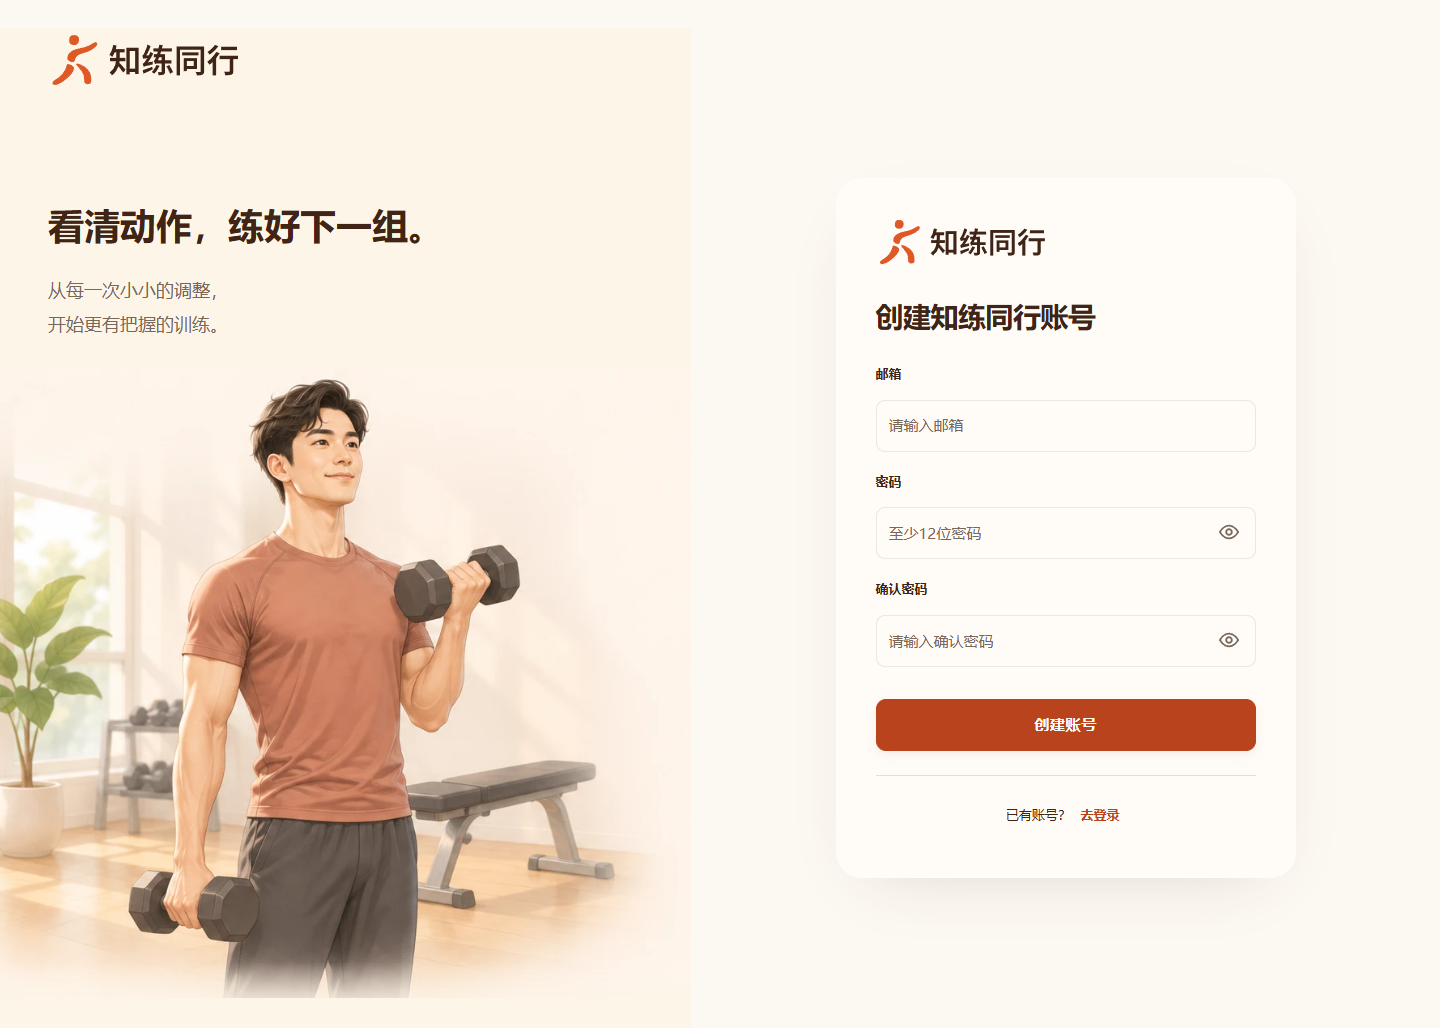 知练同行
看清动作，练好下一组。
从每一次小小的调整，
开始更有把握的训练。
知练同行
创建知练同行账号
邮箱
请输入邮箱
密码
至少12位密码
确认密码
请输入确认密码
创建账号
已有账号？ 去登录